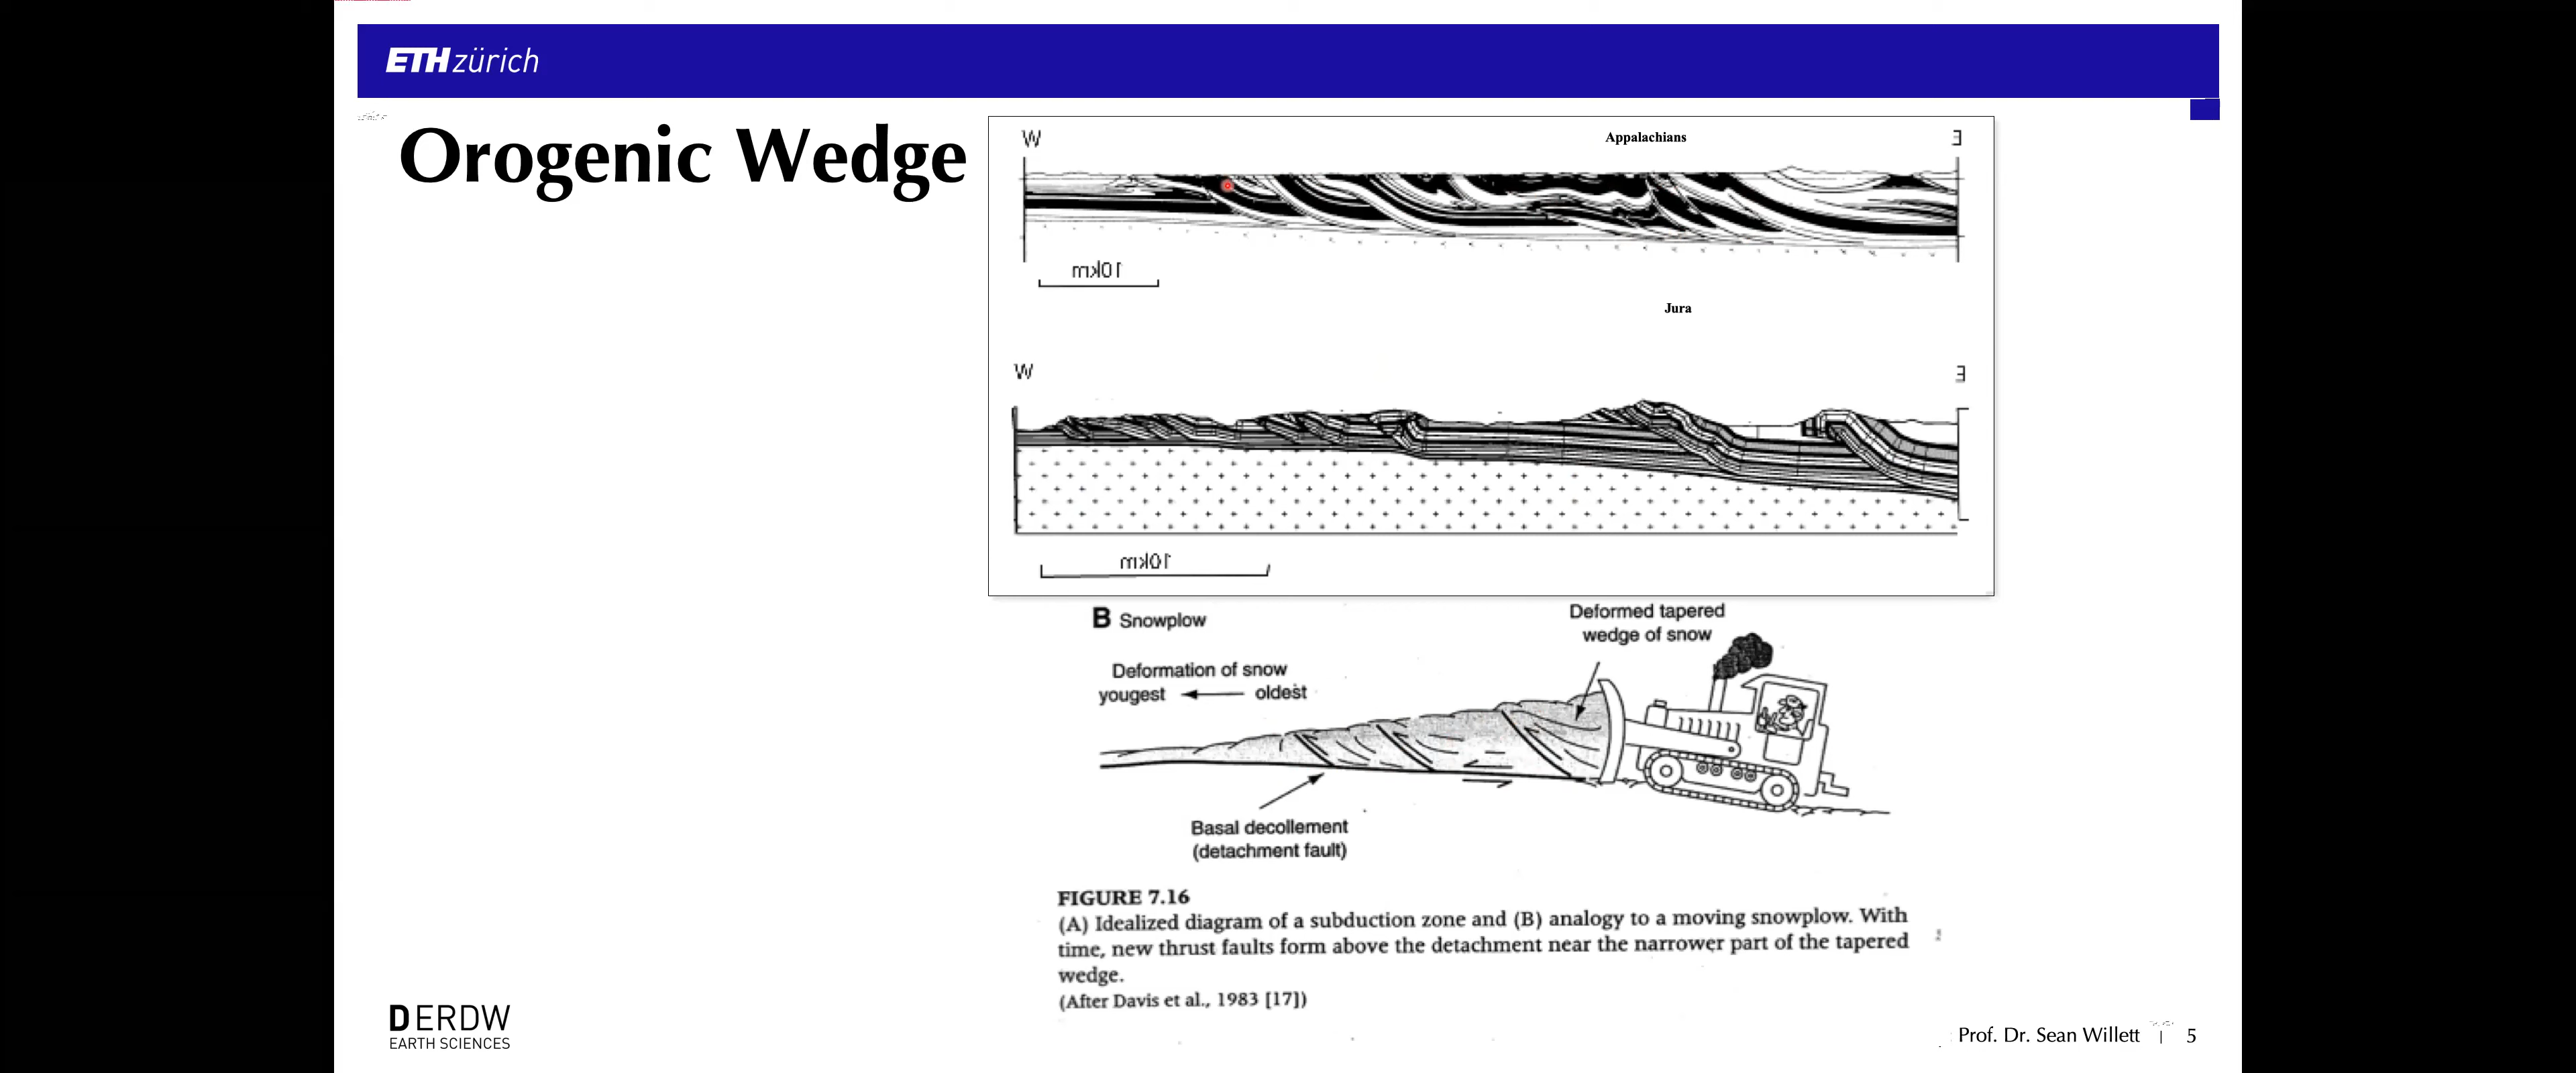 ETH zürich
Orogenic Wedge
Appalachians
W
E
10km
Jura
W
E
10km
B Snowplow
Deformed tapered
wedge of snow
Deformation of snow
yougest
oldest
Basal decollement
(detachment fault)
FIGURE 7.16
(A) Idealized diagram of a subduction zone and (B) analogy to a moving snowplow. With
time, new thrust faults form above the detachment near the narrower part of the tapered
wedge.
(After Davis et al., 1983 [17])
DERDW
EARTH SCIENCES
Prof. Dr. Sean Willett | 5